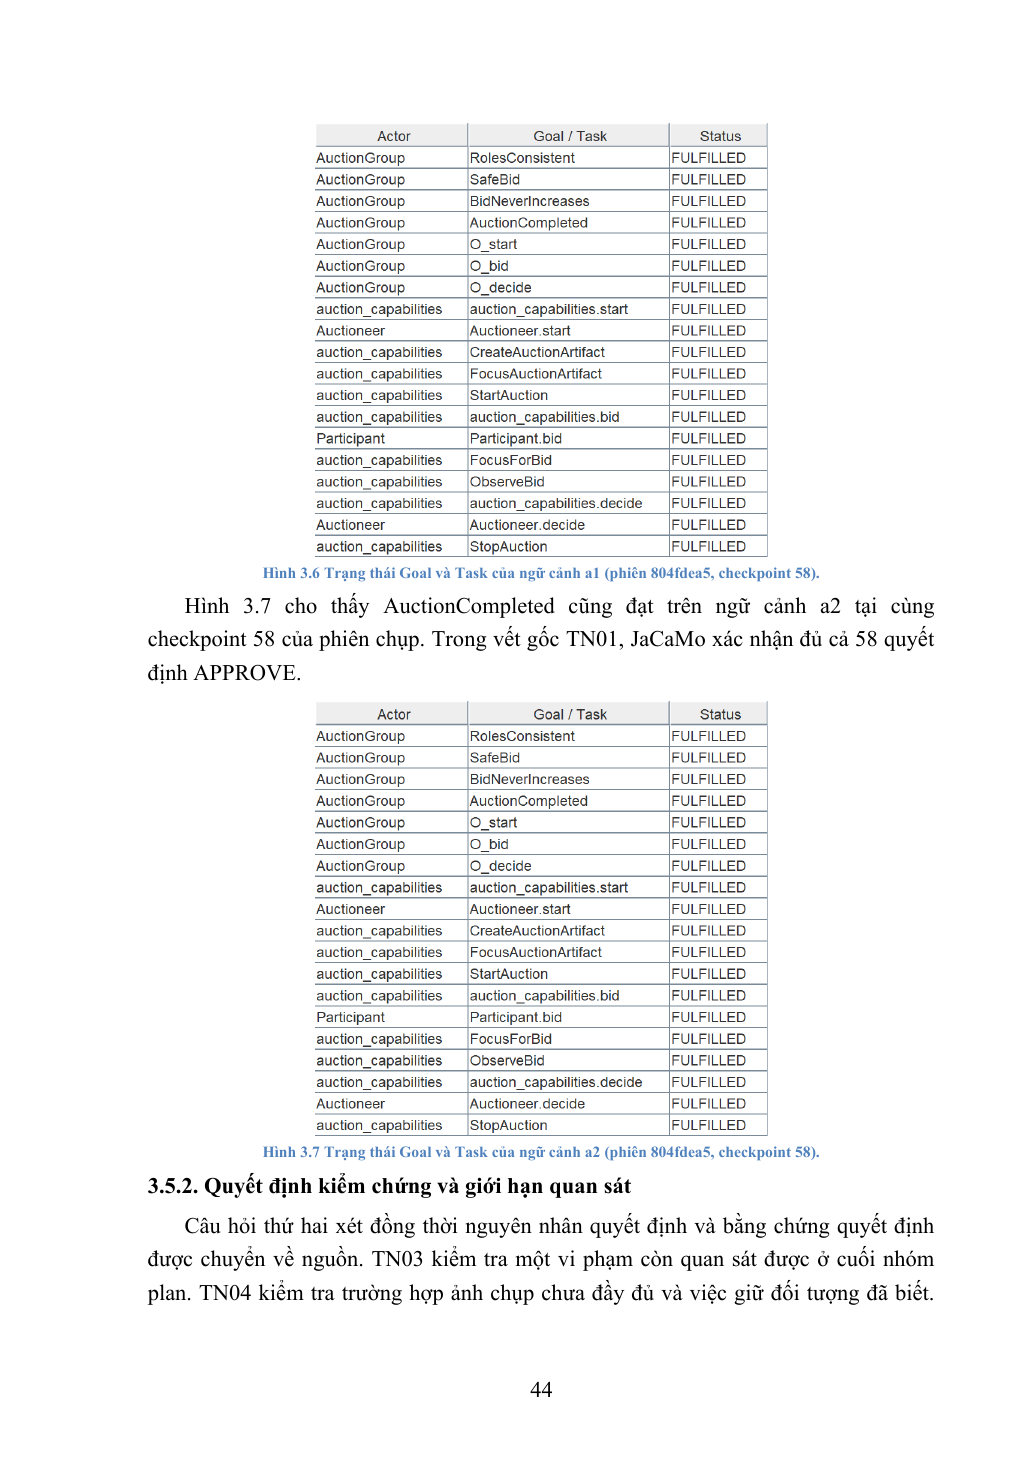 Actor Goal / Task Status
AuctionGroup RolesConsistent FULFILLED
AuctionGroup SafeBid FULFILLED
AuctionGroup BidNeverIncreases FULFILLED
AuctionGroup AuctionCompleted FULFILLED
AuctionGroup O_start FULFILLED
AuctionGroup O_bid FULFILLED
AuctionGroup O_decide FULFILLED
auction_capabilities auction_capabilities.start FULFILLED
Auctioneer Auctioneer.start FULFILLED
auction_capabilities CreateAuctionArtifact FULFILLED
auction_capabilities FocusAuctionArtifact FULFILLED
auction_capabilities StartAuction FULFILLED
auction_capabilities auction_capabilities.bid FULFILLED
Participant Participant.bid FULFILLED
auction_capabilities FocusForBid FULFILLED
auction_capabilities ObserveBid FULFILLED
auction_capabilities auction_capabilities.decide FULFILLED
Auctioneer Auctioneer.decide FULFILLED
auction_capabilities StopAuction FULFILLED
Hình 3.6 Trạng thái Goal và Task của ngữ cảnh a1 (phiên 804fdea5, checkpoint 58).
Hình 3.7 cho thấy AuctionCompleted cũng đạt trên ngữ cảnh a2 tại cùng
checkpoint 58 của phiên chụp. Trong vết gốc TN01, JaCaMo xác nhận đủ cả 58 quyết
định APPROVE.
Actor Goal / Task Status
AuctionGroup RolesConsistent FULFILLED
AuctionGroup SafeBid FULFILLED
AuctionGroup BidNeverIncreases FULFILLED
AuctionGroup AuctionCompleted FULFILLED
AuctionGroup O_start FULFILLED
AuctionGroup O_bid FULFILLED
AuctionGroup O_decide FULFILLED
auction_capabilities auction_capabilities.start FULFILLED
Auctioneer Auctioneer.start FULFILLED
auction_capabilities CreateAuctionArtifact FULFILLED
auction_capabilities FocusAuctionArtifact FULFILLED
auction_capabilities StartAuction FULFILLED
auction_capabilities auction_capabilities.bid FULFILLED
Participant Participant.bid FULFILLED
auction_capabilities FocusForBid FULFILLED
auction_capabilities ObserveBid FULFILLED
auction_capabilities auction_capabilities.decide FULFILLED
Auctioneer Auctioneer.decide FULFILLED
auction_capabilities StopAuction FULFILLED
Hình 3.7 Trạng thái Goal và Task của ngữ cảnh a2 (phiên 804fdea5, checkpoint 58).
3.5.2. Quyết định kiểm chứng và giới hạn quan sát
Câu hỏi thứ hai xét đồng thời nguyên nhân quyết định và bằng chứng quyết định
được chuyển về nguồn. TN03 kiểm tra một vi phạm còn quan sát được ở cuối nhóm
plan. TN04 kiểm tra trường hợp ảnh chụp chưa đầy đủ và việc giữ đối tượng đã biết.
44